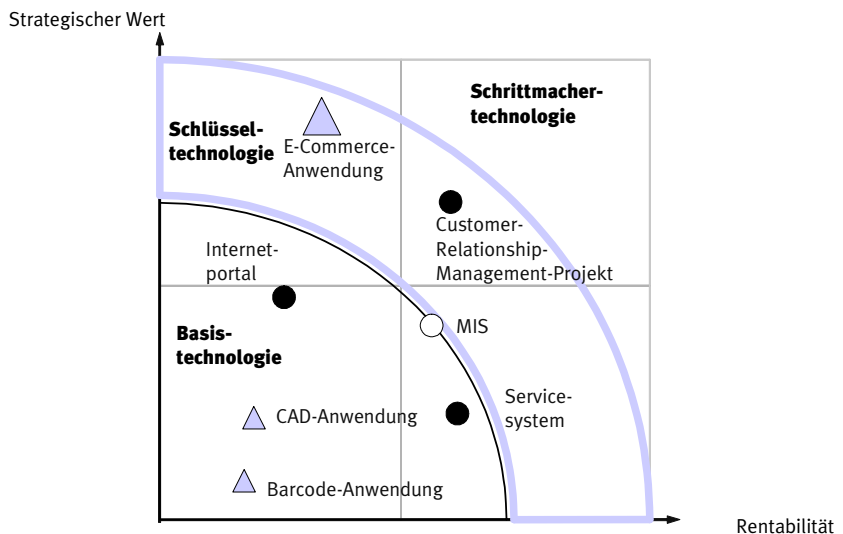 Strategischer Wert
Schrittmacher-
technologie
Schlüssel-
technologie
E-Commerce-
Anwendung
Customer-
Relationship-
Management-Projekt
Internet-
portal
MIS
Basis-
technologie
Service-
system
CAD-Anwendung
Barcode-Anwendung
Rentabilität